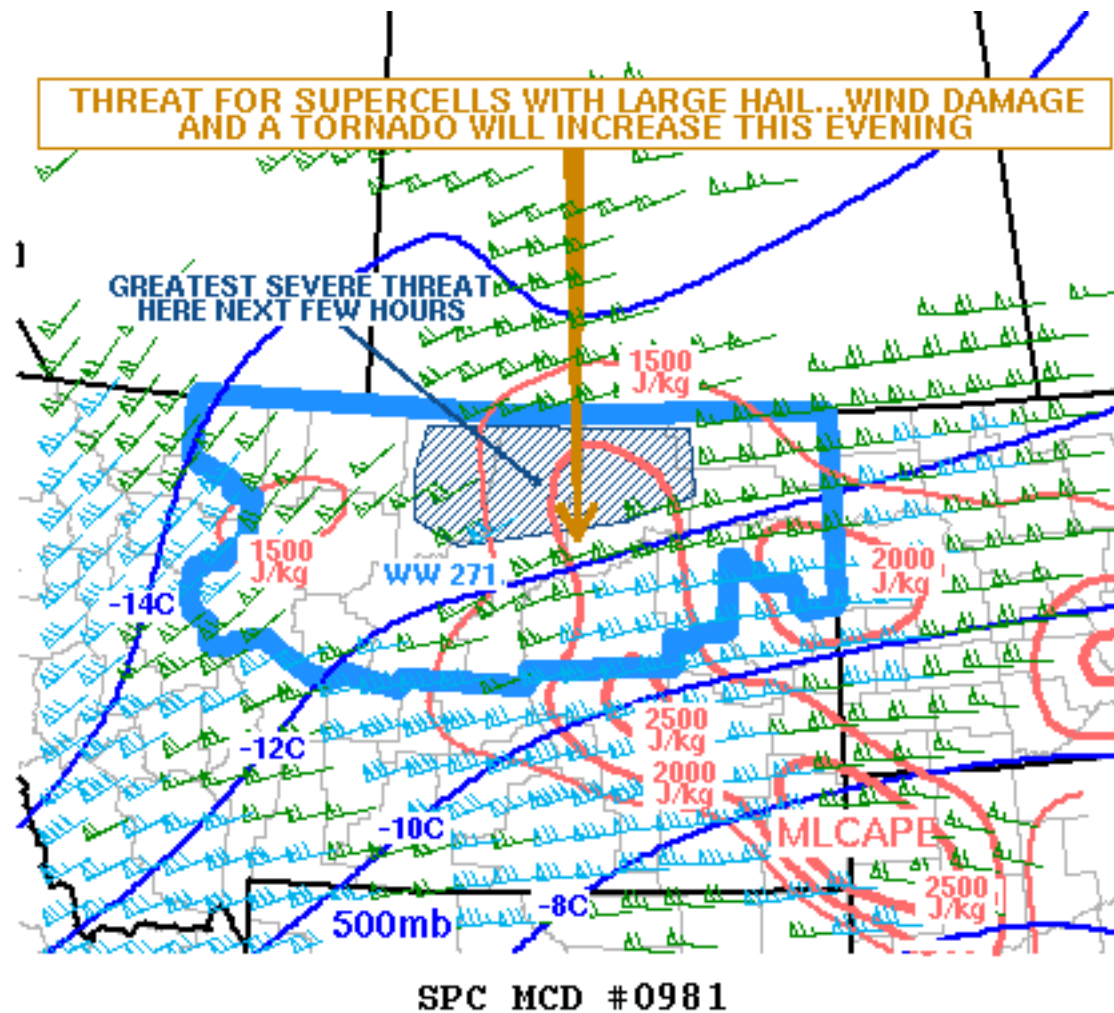 THREAT FOR SUPERCELLS WITH LARGE HAIL...WIND DAMAGE
AND A TORNADO WILL INCREASE THIS EVENING
GREATEST SEVERE THREAT
HERE NEXT FEW HOURS
1500
J/kg
1500
J/kg
2000
J/kg
WW 271
-14C
2500
J/kg
-12C
2000
J/kg
-10C
MLCAPE
2500
J/kg
-8C
500mb
SPC MCD #0981